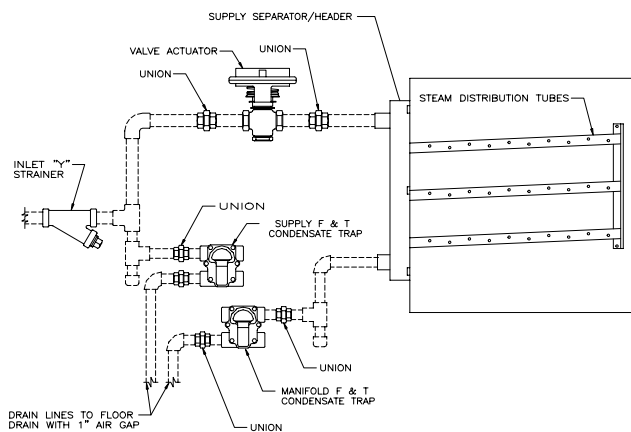 SUPPLY SEPARATOR/HEADER
VALVE ACTUATOR
UNION
UNION
STEAM DISTRIBUTION TUBES
INLET "Y"
STRAINER
UNION
SUPPLY F & T
CONDENSATE TRAP
UNION
MANIFOLD F & T
CONDENSATE TRAP
DRAIN LINES TO FLOOR
DRAIN WITH 1" AIR GAP
UNION